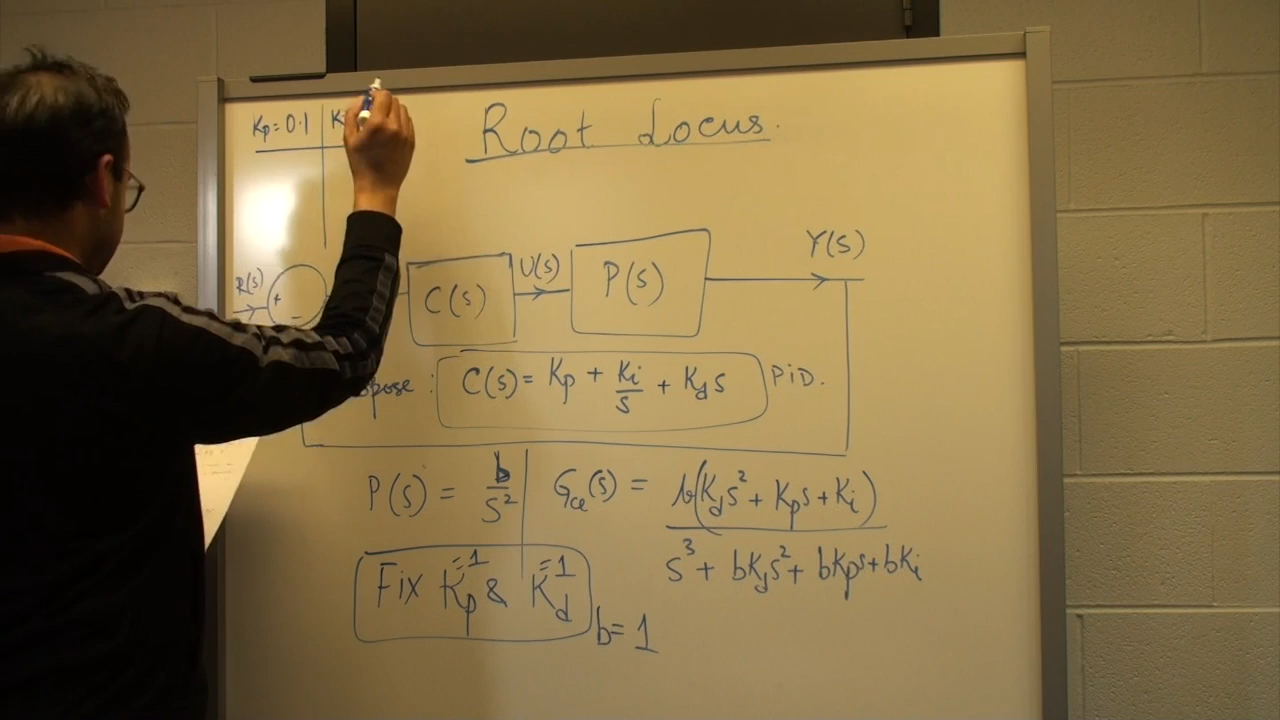 Root Locus.
Kp = 0.1 | K
R(s) + - C(s) U(s) P(s) Y(s)
pose : C(s) = Kp + Ki/s + Kd s PiD.
P(s) = b/s² | Gcl(s) = b(Kd s² + Kp s + Ki) / s³ + bKd s² + bKp s + bKi
Fix Kp = 1 & Kd = 1
b = 1